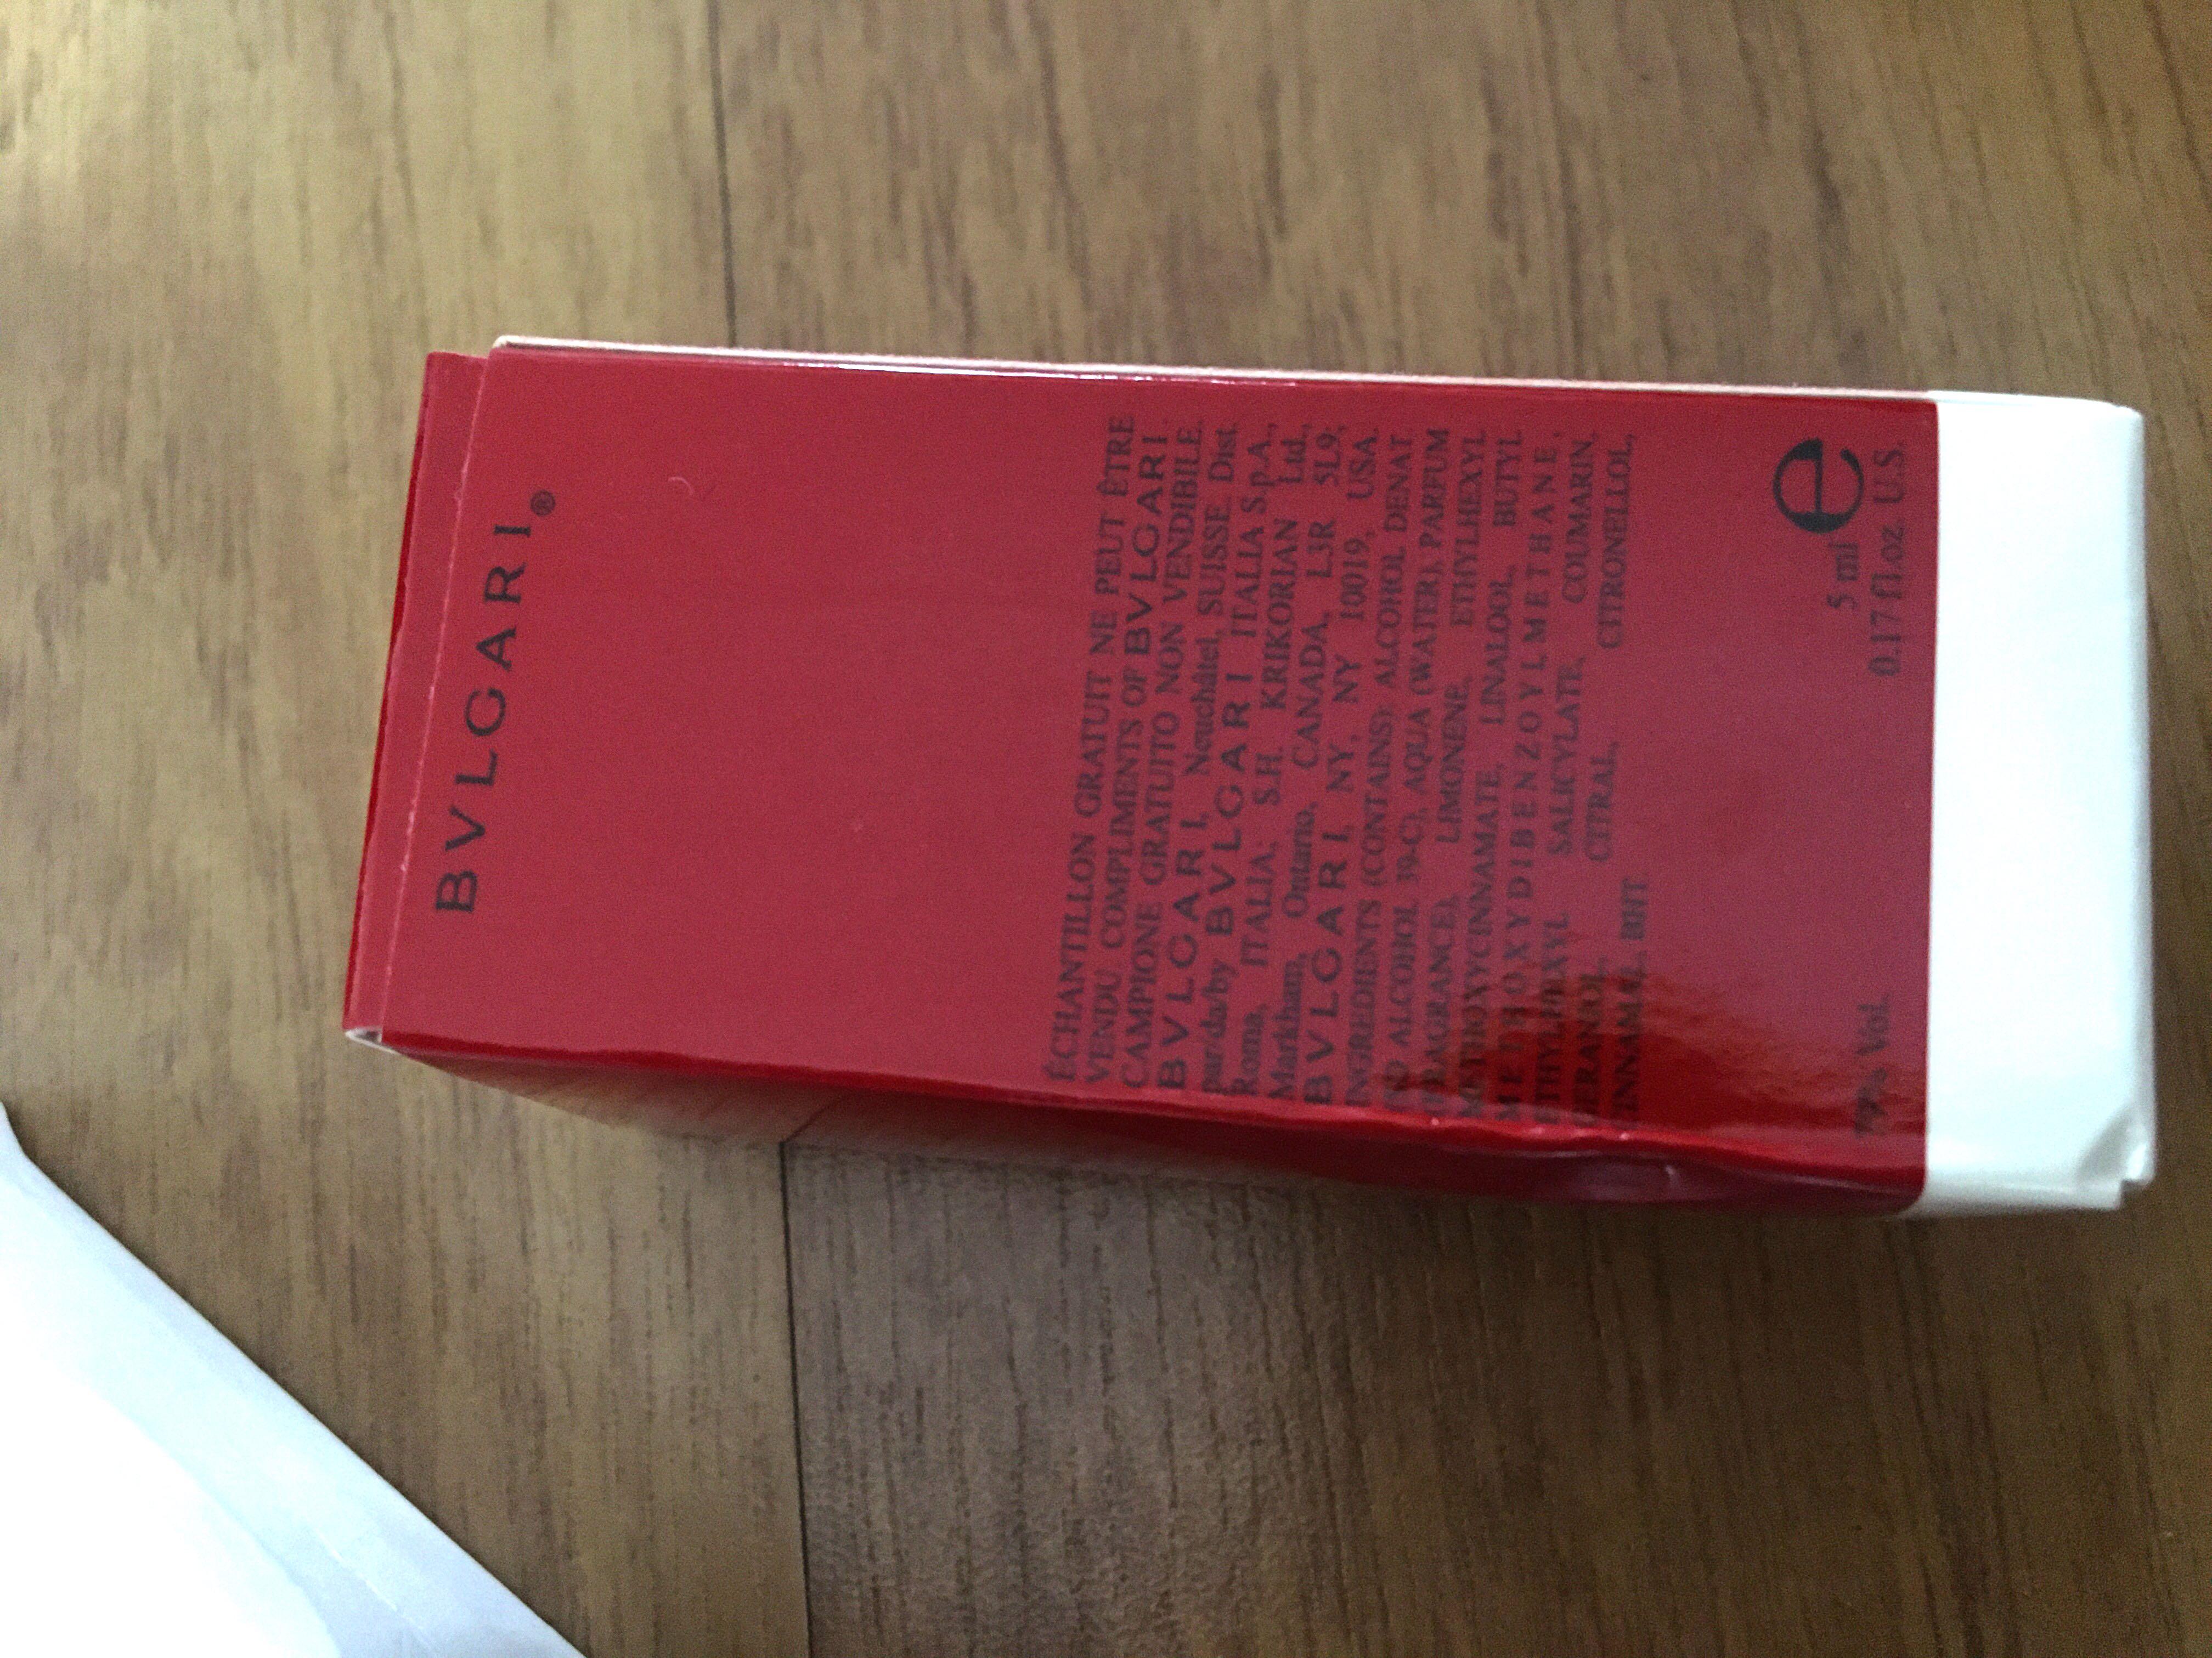 BVLGARI®
ÉCHANTILLON GRATUIT NE PEUT ÊTRE
VENDU COMPLIMENTS OF BVLGARI.
CAMPIONE GRATUITO NON VENDIBILE.
BVLGARI, Neuchâtel, SUISSE. Dist.
par/da/by BVLGARI ITALIA S.p.A.,
Roma, ITALIA; S.H. KRIKORIAN Ltd.,
Markham, Ontario, CANADA, L3R 5L9;
BVLGARI, NY, NY 10019, USA.
INGREDIENTS (CONTAINS): ALCOHOL DENAT.
(SD ALCOHOL 39-C), AQUA (WATER), PARFUM
(FRAGRANCE), LIMONENE, ETHYLHEXYL
METHOXYCINNAMATE, LINALOOL, BUTYL
METHOXYDIBENZOYLMETHANE,
ETHYLHEXYL SALICYLATE, COUMARIN,
GERANIOL, CITRAL, CITRONELLOL,
CINNAMAL, BHT
79% Vol. 5 ml e
0.17 fl.oz U.S.